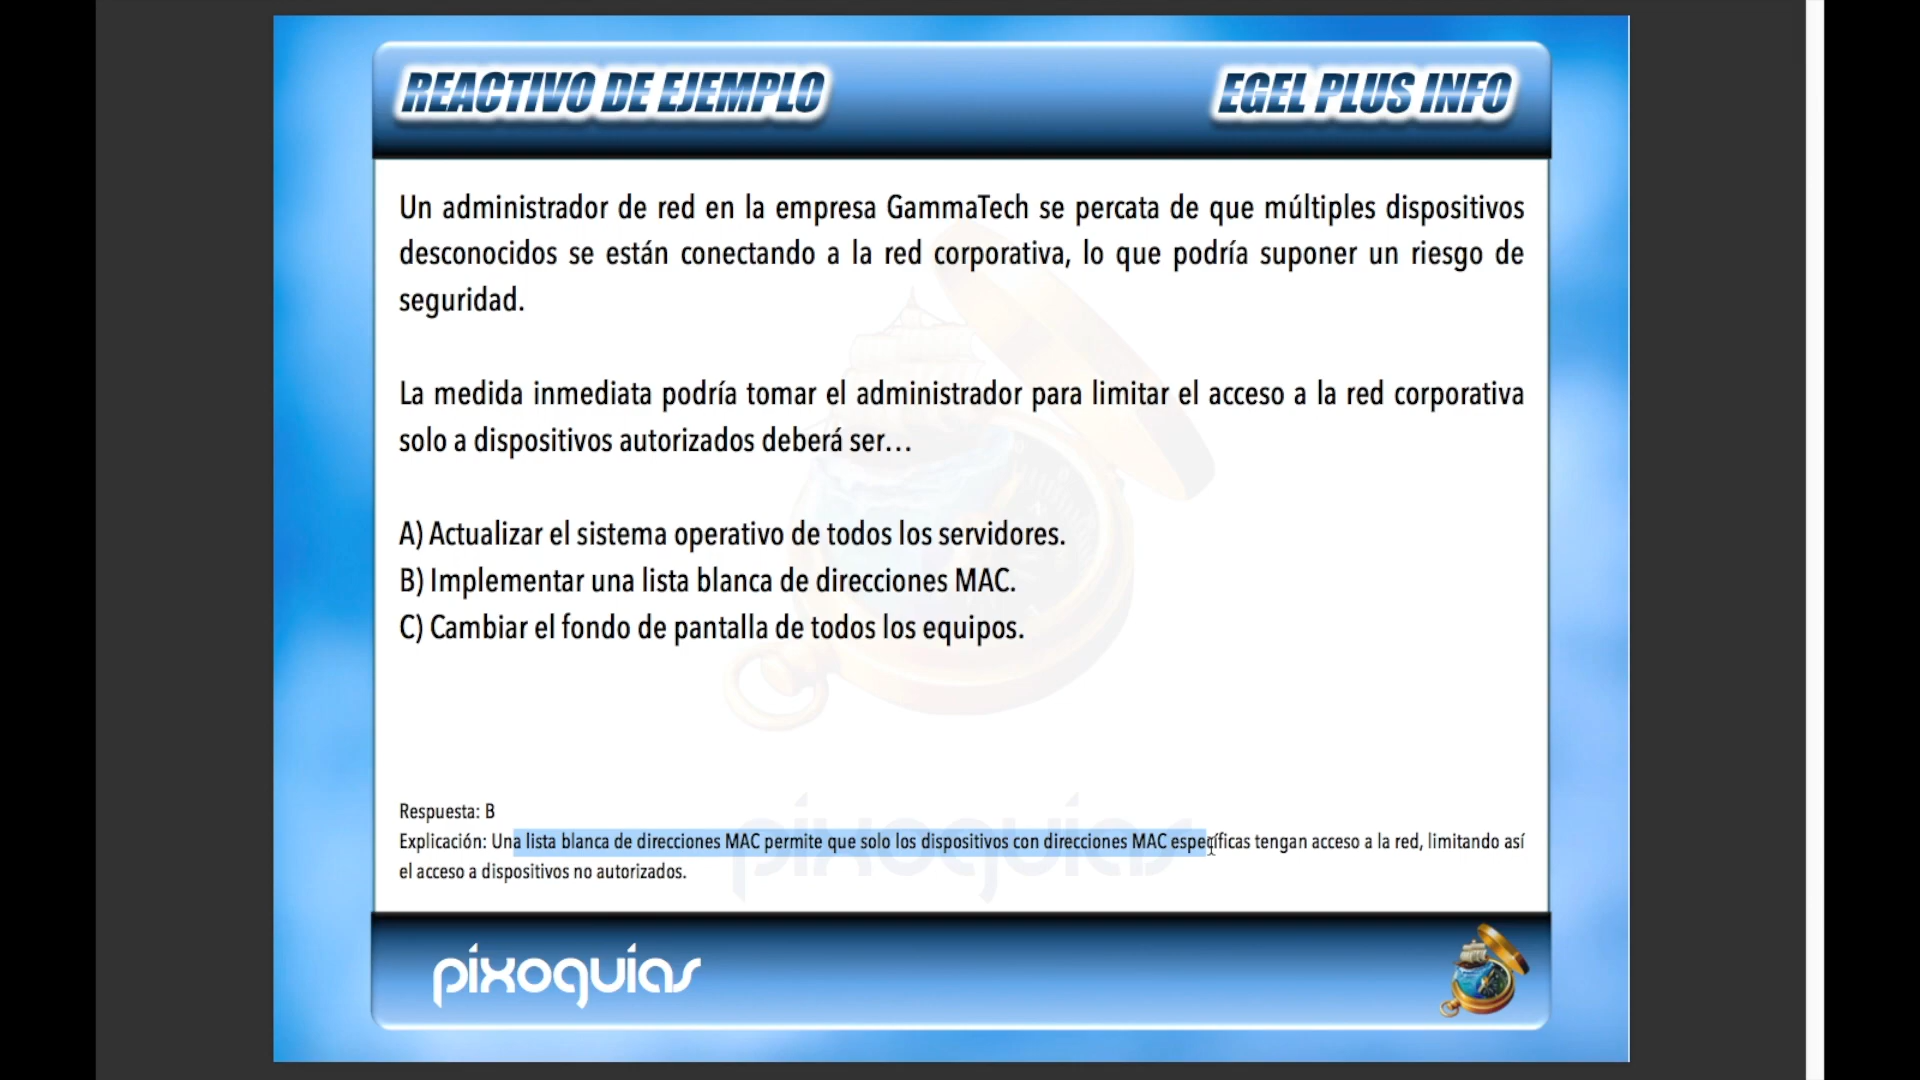 REACTIVO DE EJEMPLO
EGEL PLUS INFO
Un administrador de red en la empresa GammaTech se percata de que múltiples dispositivos
desconocidos se están conectando a la red corporativa, lo que podría suponer un riesgo de
seguridad.
La medida inmediata podría tomar el administrador para limitar el acceso a la red corporativa
solo a dispositivos autorizados deberá ser…
A) Actualizar el sistema operativo de todos los servidores.
B) Implementar una lista blanca de direcciones MAC.
C) Cambiar el fondo de pantalla de todos los equipos.
Respuesta: B
Explicación: Una lista blanca de direcciones MAC permite que solo los dispositivos con direcciones MAC específicas tengan acceso a la red, limitando así
el acceso a dispositivos no autorizados.
pixoguías
pixoguías